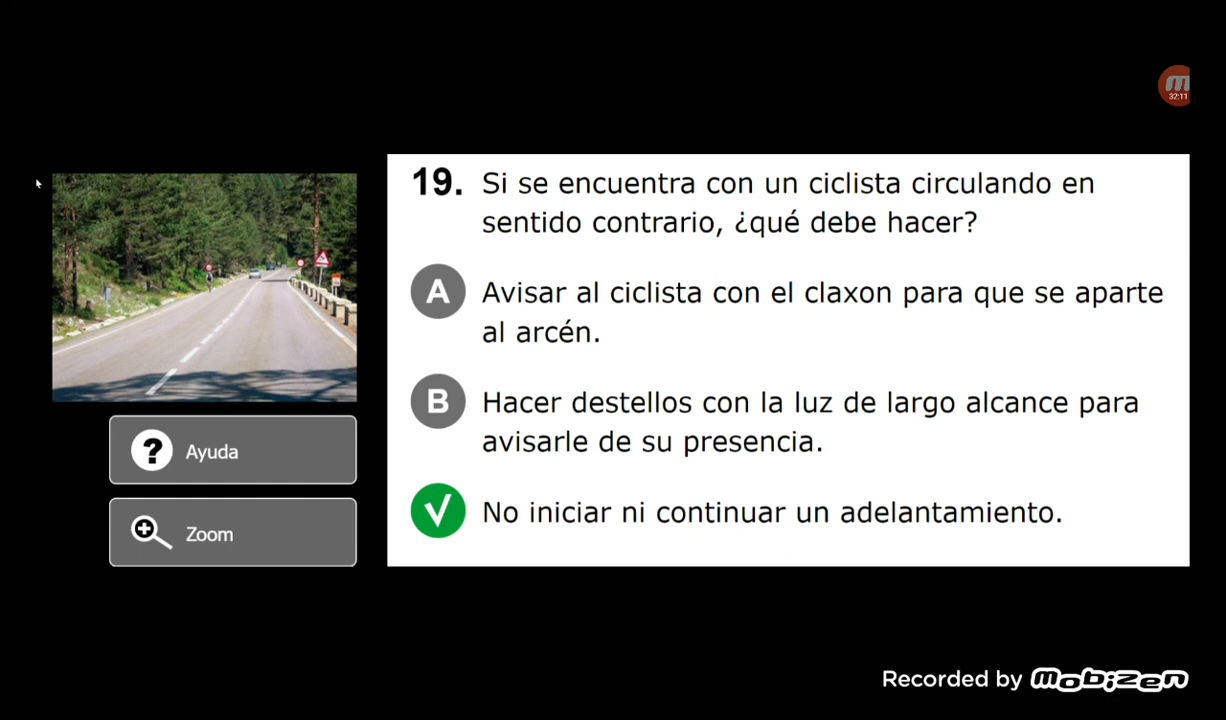 32:11
19. Si se encuentra con un ciclista circulando en
sentido contrario, ¿qué debe hacer?
A Avisar al ciclista con el claxon para que se aparte
al arcén.
B Hacer destellos con la luz de largo alcance para
avisarle de su presencia.
No iniciar ni continuar un adelantamiento.
? Ayuda
Zoom
Recorded by mobizen